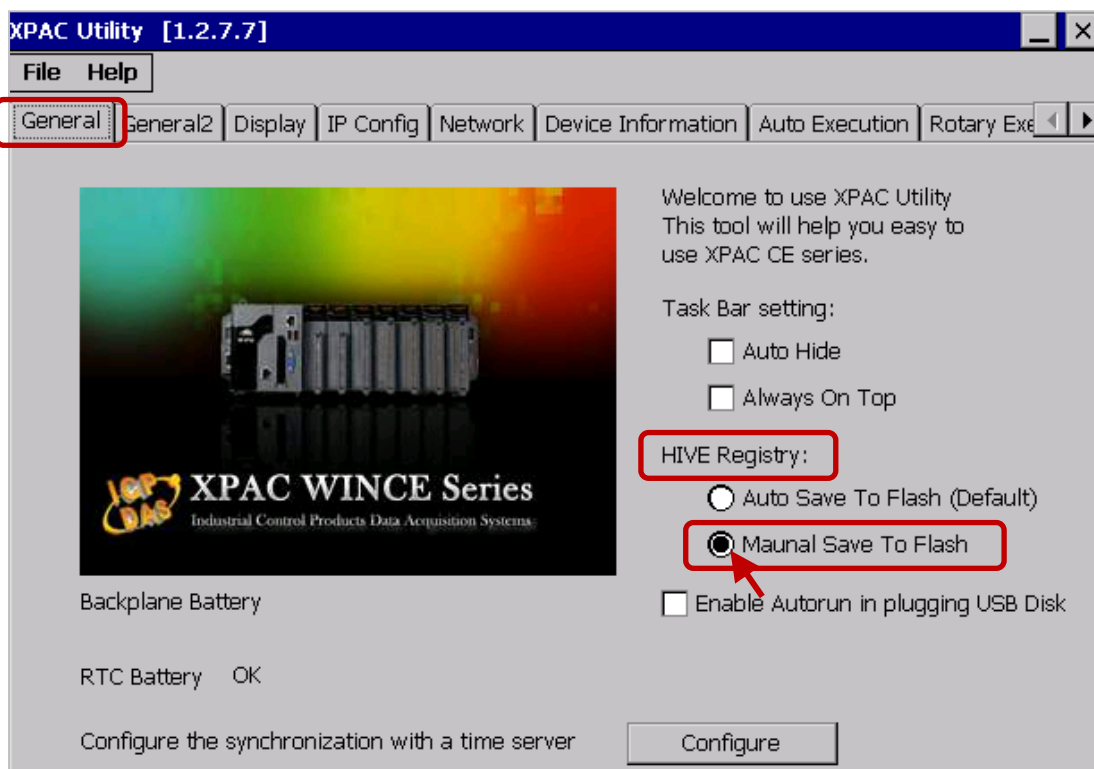 XPAC Utility [1.2.7.7]
File Help
General General2 Display IP Config Network Device Information Auto Execution Rotary Exe
Welcome to use XPAC Utility
This tool will help you easy to
use XPAC CE series.
Task Bar setting:
Auto Hide
Always On Top
HIVE Registry:
Auto Save To Flash (Default)
Maunal Save To Flash
Enable Autorun in plugging USB Disk
ICP
DAS
XPAC WINCE Series
Industrial Control Products Data Acquisition Systems
Backplane Battery
RTC Battery OK
Configure the synchronization with a time server Configure